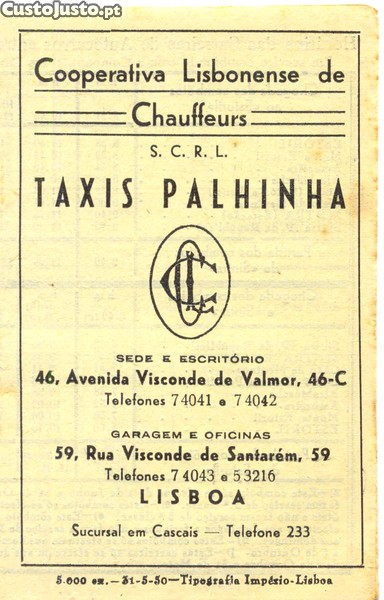 CustoJusto.pt
Cooperativa Lisbonense de
Chauffeurs
S. C. R. L.
TAXIS PALHINHA
SEDE E ESCRITÓRIO
46, Avenida Visconde de Valmor, 46-C
Telefones 74041 e 74042
GARAGEM E OFICINAS
59, Rua Visconde de Santarém, 59
Telefones 74043 e 53216
LISBOA
Sucursal em Cascais — Telefone 233
5.000 ex.—31-5-50—Tipografia Império-Lisboa